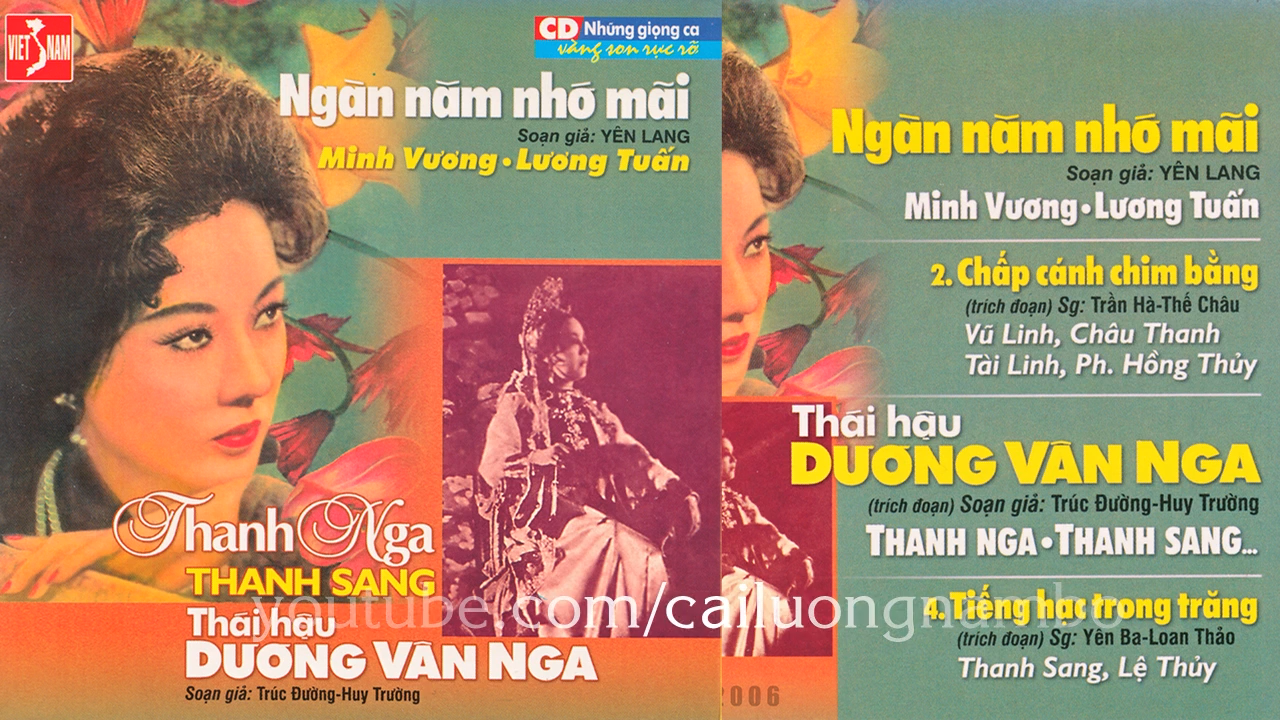 VIET NAM
CD Những giọng ca
vàng son rực rỡ
Ngàn năm nhớ mãi
Soạn giả: YÊN LANG
Minh Vương • Lương Tuấn
Thanh Nga
THANH SANG
Thái hậu
DƯƠNG VÂN NGA
Soạn giả: Trúc Đường-Huy Trường
Ngàn năm nhớ mãi
Soạn giả: YÊN LANG
Minh Vương • Lương Tuấn
2. Chấp cánh chim bằng
(trích đoạn) Sg: Trần Hà-Thế Châu
Vũ Linh, Châu Thanh
Tài Linh, Ph. Hồng Thủy
Thái hậu
DƯƠNG VÂN NGA
(trích đoạn) Soạn giả: Trúc Đường-Huy Trường
THANH NGA • THANH SANG...
4. Tiếng hạc trong trăng
(trích đoạn) Sg: Yên Ba-Loan Thảo
Thanh Sang, Lệ Thủy
2006
youtube.com/cailuongnambo